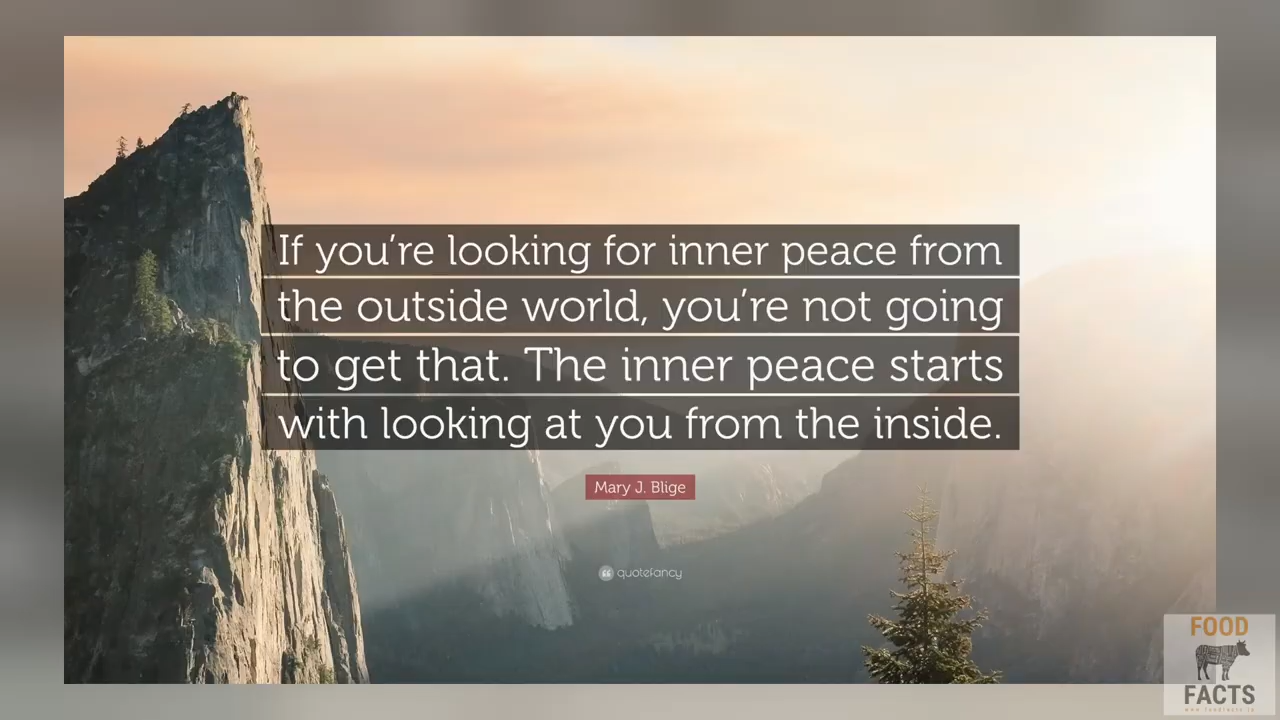 If you’re looking for inner peace from
the outside world, you’re not going
to get that. The inner peace starts
with looking at you from the inside.
Mary J. Blige
quotefancy
FOOD
FACTS